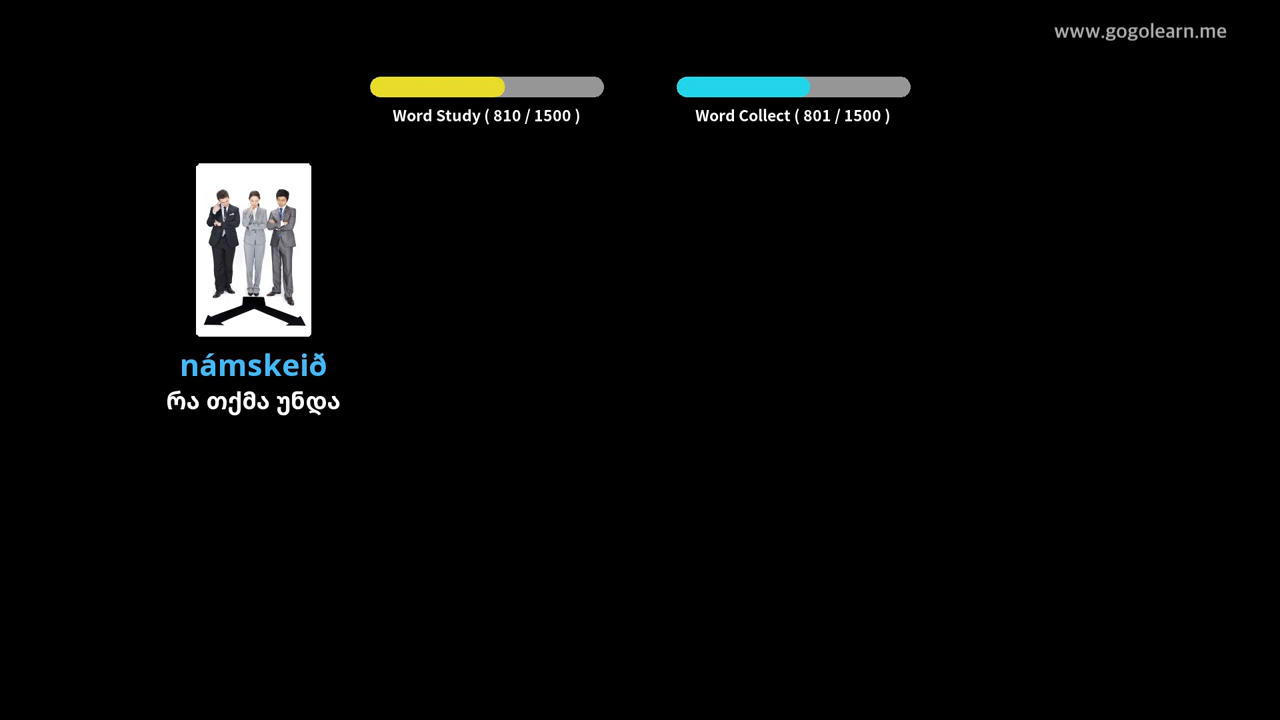 www.gogolearn.me
Word Study ( 810 / 1500 )
Word Collect ( 801 / 1500 )
námskeið
რა თქმა უნდა